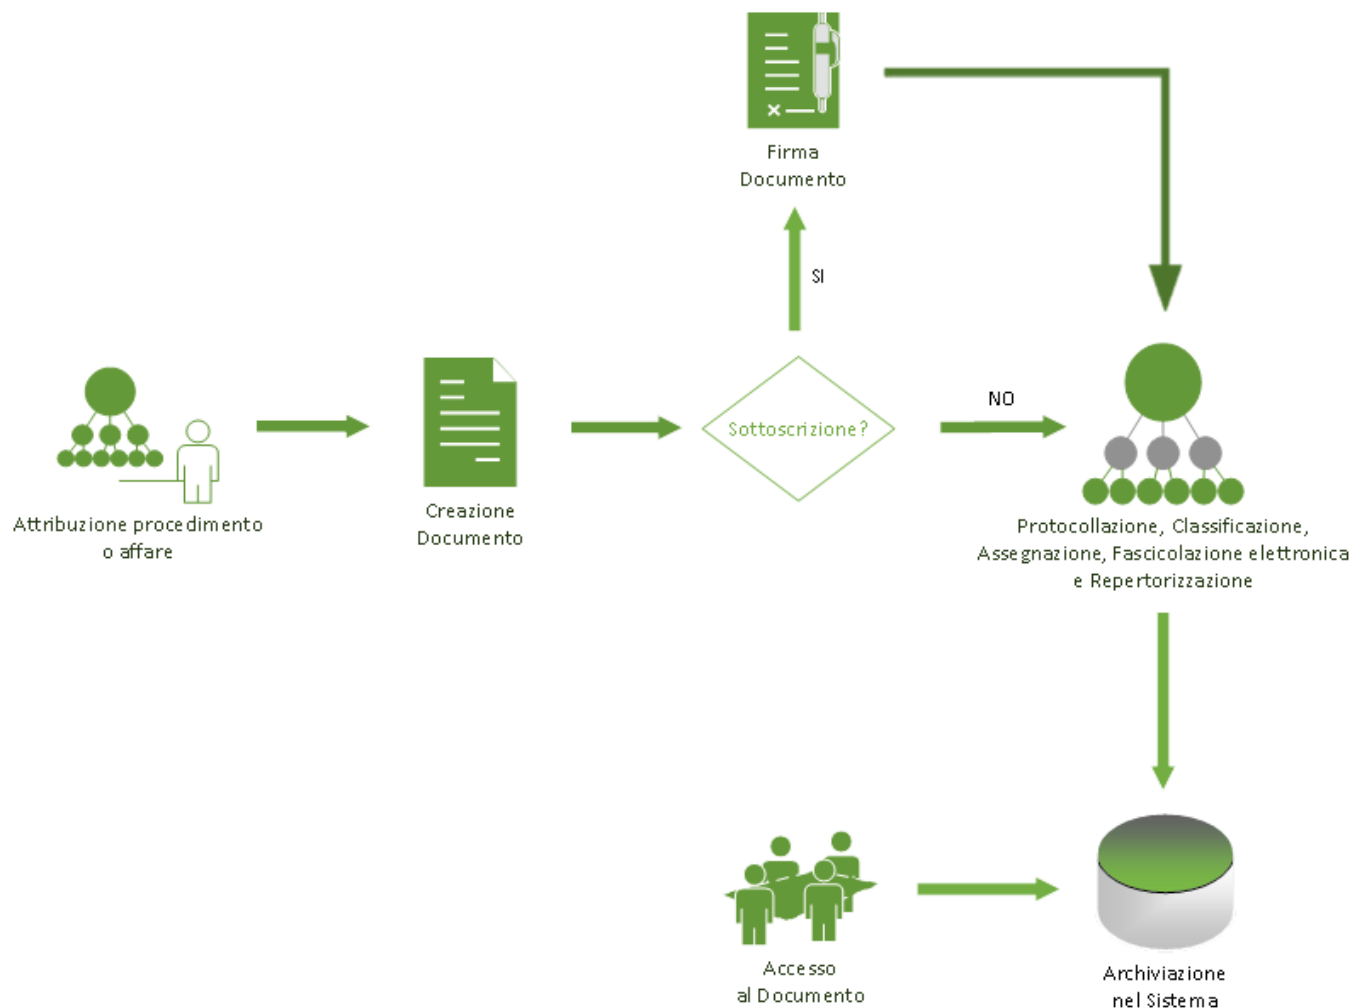 Firma
Documento
SI
NO
Sottoscrizione?
Attribuzione procedimento
o affare
Creazione
Documento
Protocollazione, Classificazione,
Assegnazione, Fascicolazione elettronica
e Repertorizzazione
Accesso
al Documento
Archiviazione
nel Sistema